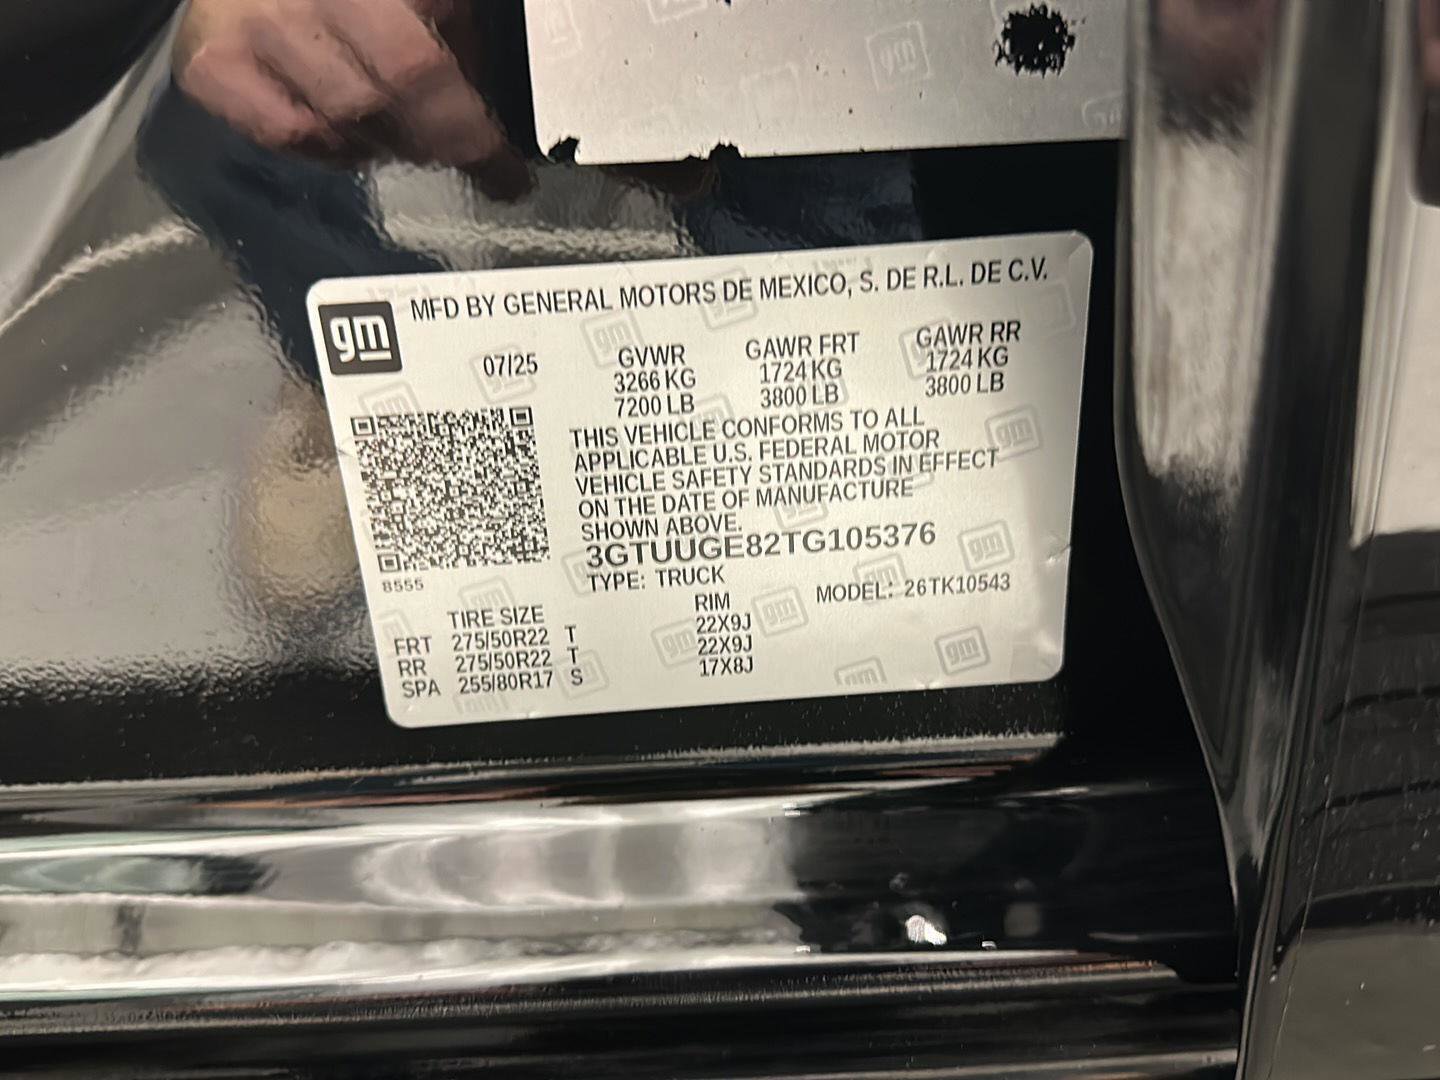 gm
MFD BY GENERAL MOTORS DE MEXICO, S. DE R.L. DE C.V.
07/25
GVWR
3266 KG
7200 LB
GAWR FRT
1724 KG
3800 LB
GAWR RR
1724 KG
3800 LB
THIS VEHICLE CONFORMS TO ALL
APPLICABLE U.S. FEDERAL MOTOR
VEHICLE SAFETY STANDARDS IN EFFECT
ON THE DATE OF MANUFACTURE
SHOWN ABOVE.
3GTUUGE82TG105376
8555
TYPE: TRUCK
MODEL: 26TK10543
TIRE SIZE
RIM
FRT 275/50R22 T 22X9J
RR 275/50R22 T 22X9J
SPA 255/80R17 S 17X8J